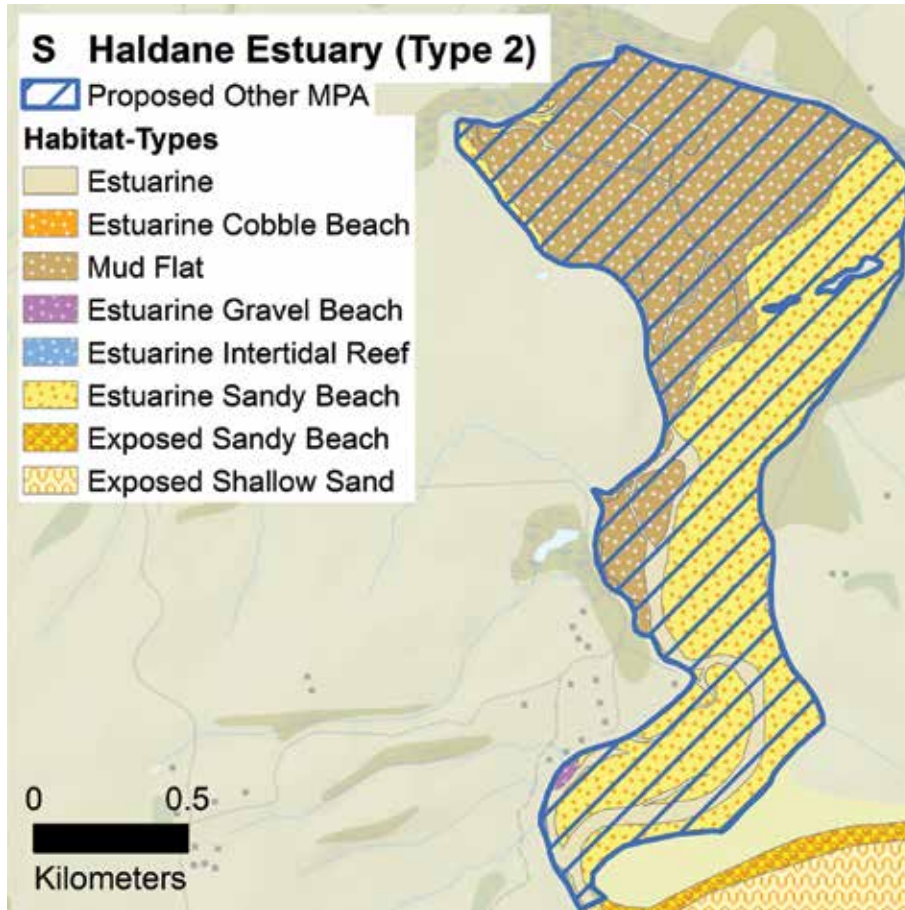 S Haldane Estuary (Type 2)
Proposed Other MPA
Habitat-Types
Estuarine
Estuarine Cobble Beach
Mud Flat
Estuarine Gravel Beach
Estuarine Intertidal Reef
Estuarine Sandy Beach
Exposed Sandy Beach
Exposed Shallow Sand
0 0.5
Kilometers